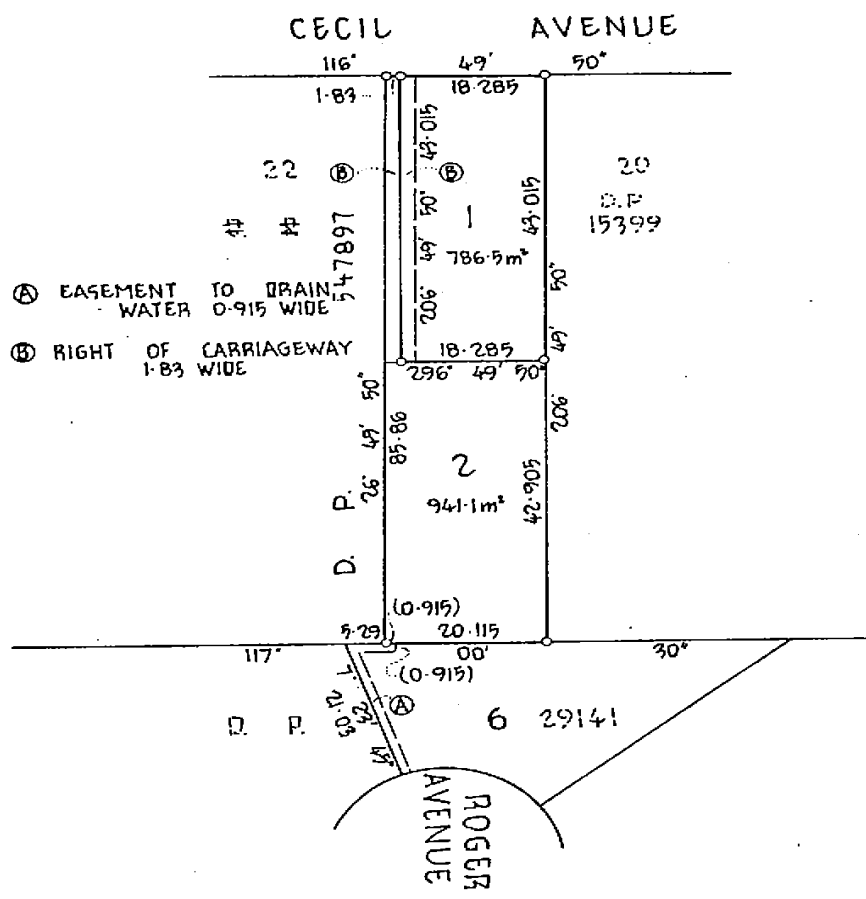 CECIL AVENUE
116° 49' 50"
1·83 18·285
43·015
206° 49' 50"
22 B B
1
786·5m²
43·015
20
D.P.
15399
D. P. 547897
A EASEMENT TO DRAIN
WATER 0·915 WIDE
B RIGHT OF CARRIAGEWAY
1·83 WIDE
18·285
296° 49' 50"
206° 49' 50"
26° 49' 50"
85·86
2
941·1m²
42·905
(0·915)
5·29 20·115
117° 00' 30"
(0·915)
A
30·12
D. P. 6 29141
ROGER
AVENUE